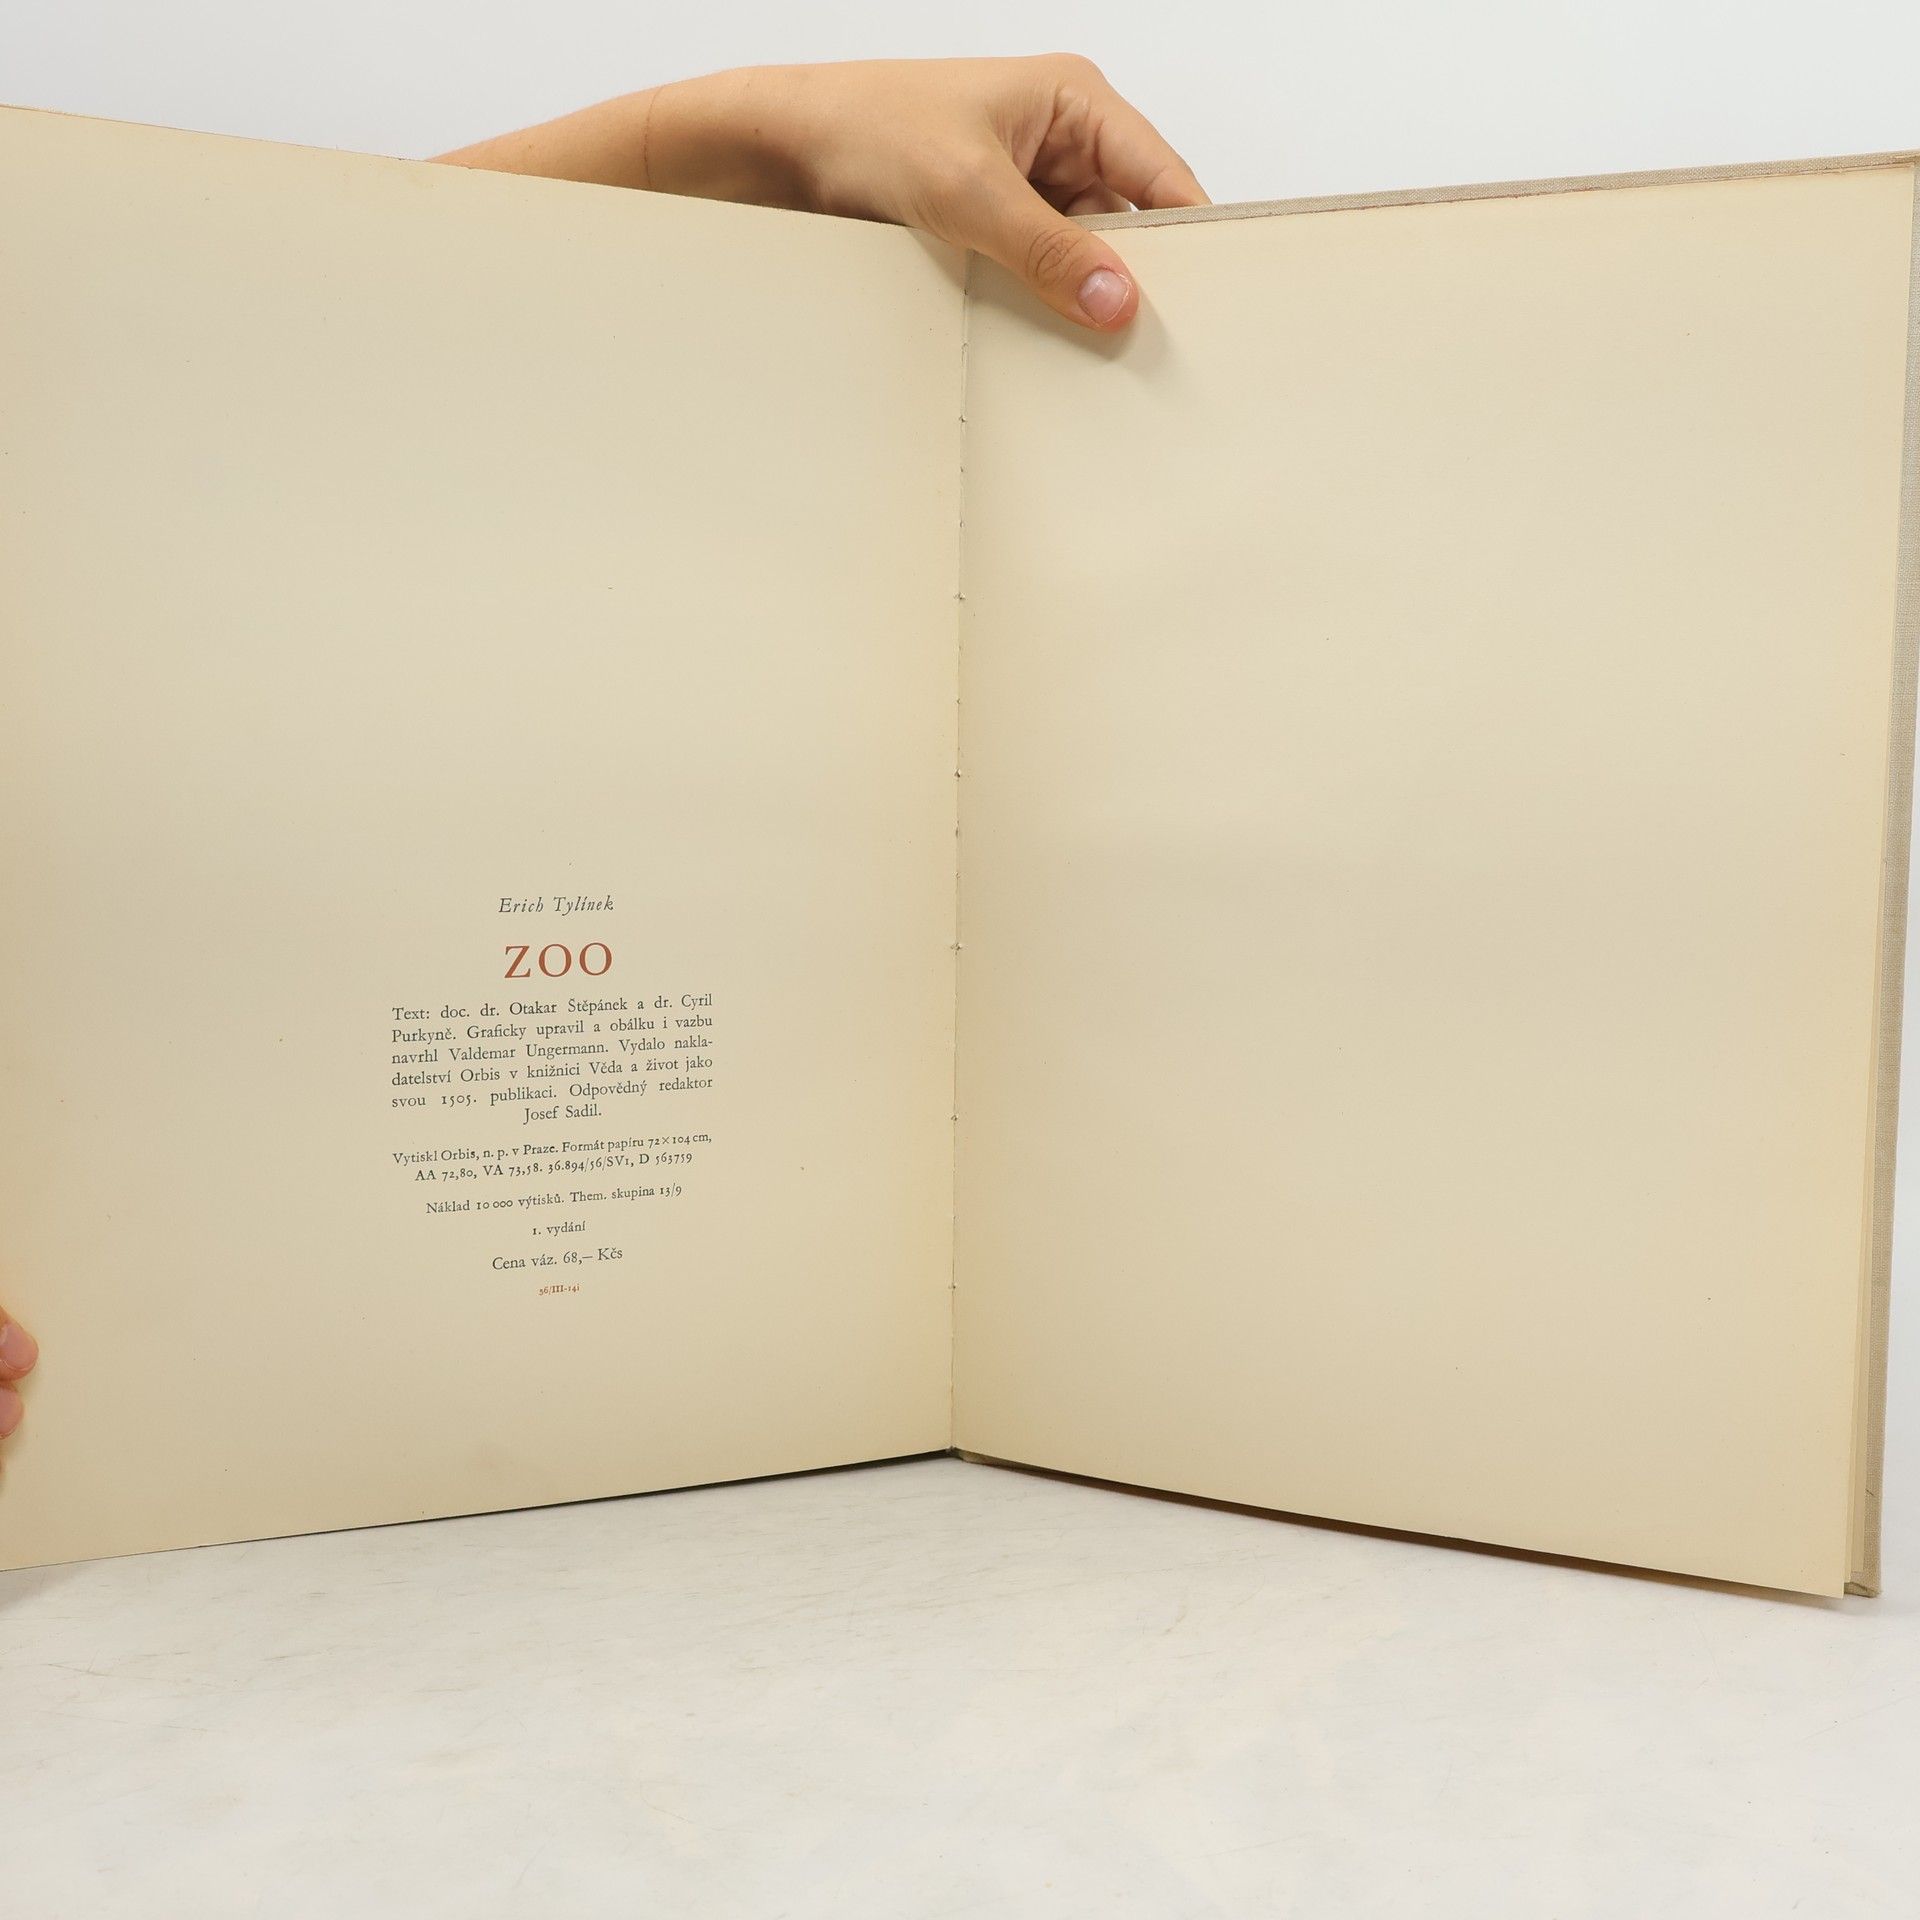 Erich Tylínek
ZOO
Text: doc. dr. Otakar Štěpánek a dr. Cyril
Purkyně. Graficky upravil a obálku i vazbu
navrhl Valdemar Ungermann. Vydalo nakla-
datelství Orbis v knižnici Věda a život jako
svou 1505. publikaci. Odpovědný redaktor
Josef Sadil.
Vytiskl Orbis, n. p. v Praze. Formát papíru 72×104 cm,
AA 72,80, VA 73,58. 36.894/56/SV1, D 563759
Náklad 10 000 výtisků. Them. skupina 13/9
1. vydání
Cena váz. 68,— Kčs
56/III-14i